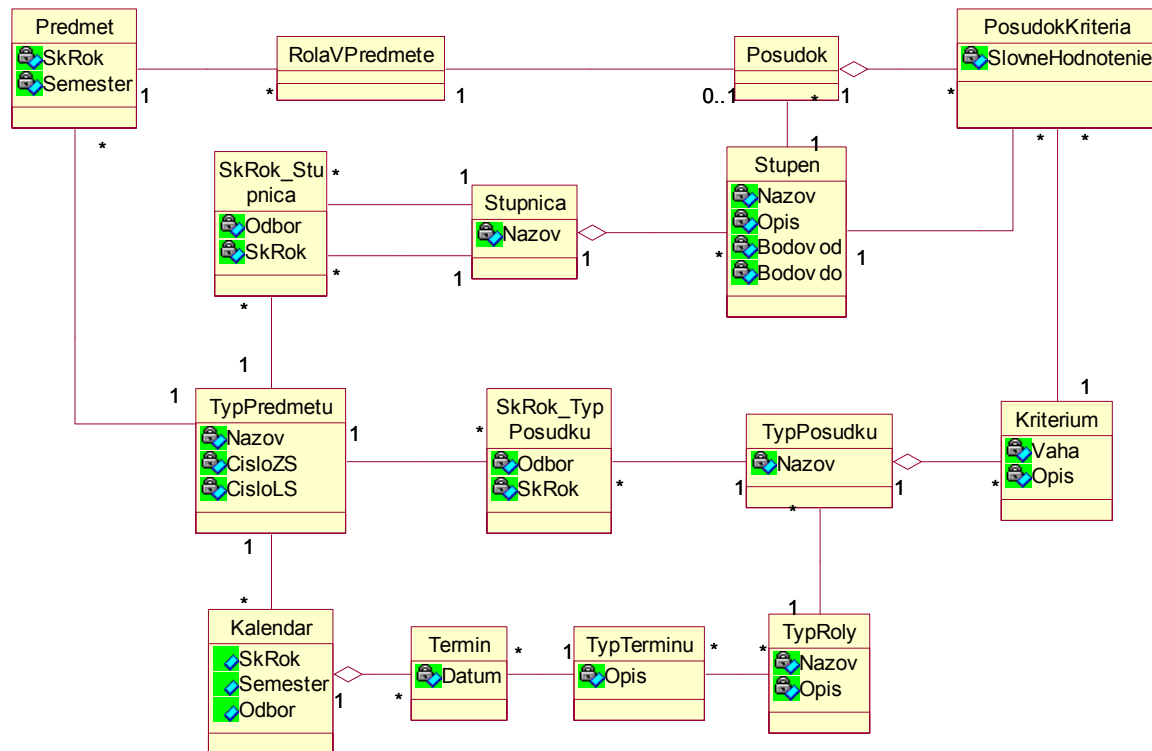 Predmet
SkRok
Semester
1
*
RolaVPredmete
*
1
Posudok
0..1
*
1
PosudokKriteria
SlovneHodnotenie
*
*
*
SkRok_Stu
pnica
Odbor
SkRok
*
*
*
1
1
Stupnica
Nazov
1
*
1
Stupen
Nazov
Opis
Bodov od
Bodov do
1
1
1
TypPredmetu
Nazov
CisloZS
CisloLS
1
1
*
SkRok_Typ
Posudku
Odbor
SkRok
*
TypPosudku
Nazov
1
1
*
1
Kriterium
Vaha
Opis
*
*
Kalendar
SkRok
Semester
Odbor
1
*
Termin
Datum
*
1
TypTerminu
Opis
*
*
1
TypRoly
Nazov
Opis